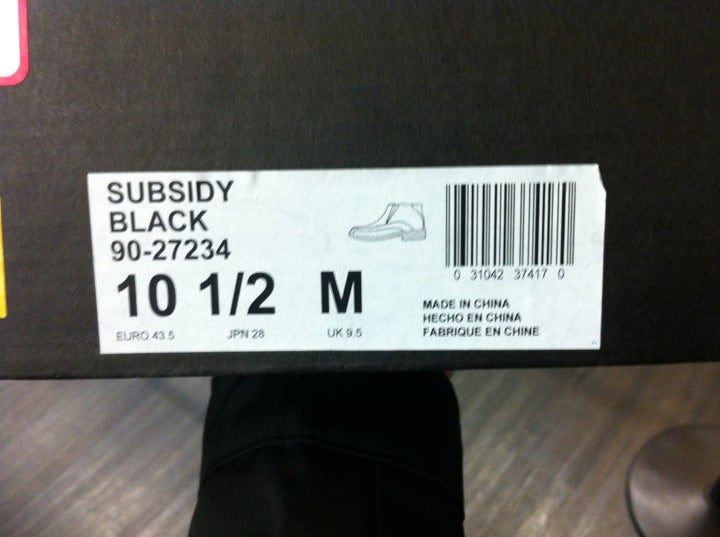 SUBSIDY
BLACK
90-27234
10 1/2 M
EURO 43.5 JPN 28 UK 9.5
0 31042 37417 0
MADE IN CHINA
HECHO EN CHINA
FABRIQUE EN CHINE